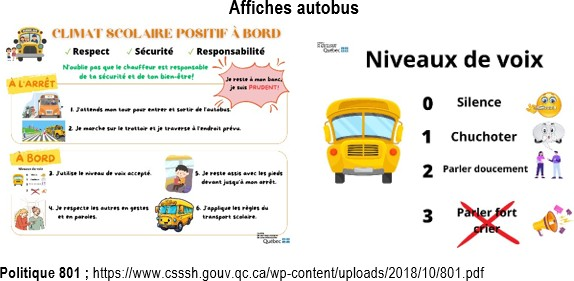 Affiches autobus
CLIMAT SCOLAIRE POSITIF À BORD
✓ Respect ✓ Sécurité ✓ Responsabilité
N'oublie pas que le chauffeur est responsable
de ta sécurité et de ton bien-être!
Je reste à mon banc,
je suis PRUDENT!
À L'ARRÊT
1. J'attends mon tour pour entrer et sortir de l'autobus.
2. Je marche sur le trottoir et je traverse à l'endroit prévu.
À BORD
3. J'utilise le niveau de voix accepté.
4. Je respecte les autres en gestes
et en paroles.
5. Je reste assis avec les pieds
devant jusqu'à mon arrêt.
6. J'applique les règles du
transport scolaire.
Québec
Québec
Niveaux de voix
0 Silence
1 Chuchoter
2 Parler doucement
3 Parler fort
crier
Politique 801 ; https://www.csssh.gouv.qc.ca/wp-content/uploads/2018/10/801.pdf